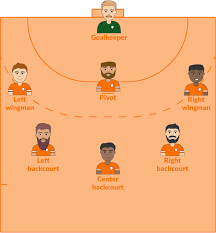 Goalkeeper
Left
wingman
Pivot
Right
wingman
Left
backcourt
Center
backcourt
Right
backcourt